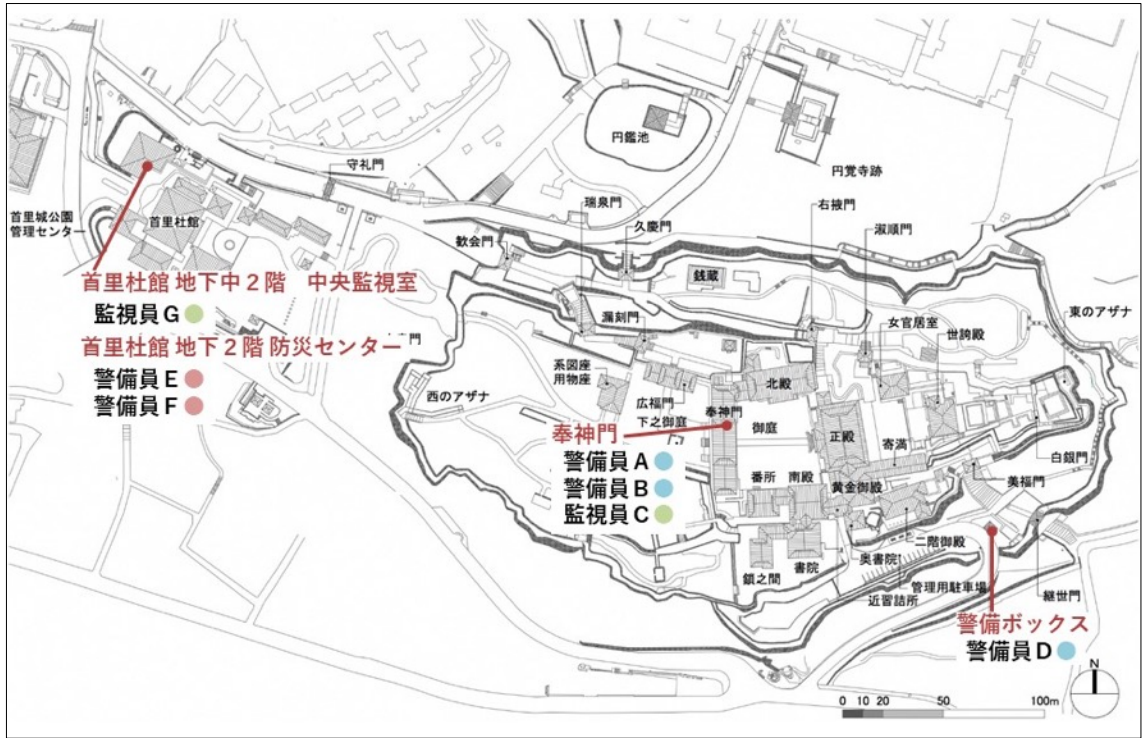 円鑑池
円覚寺跡
守礼門
瑞泉門
久慶門
右掖門
淑順門
首里城公園
管理センター
首里杜館
歓会門
銭蔵
東のアザナ
首里杜館 地下中２階　中央監視室
監視員Ｇ
漏刻門
女官居室
世誇殿
首里杜館 地下２階 防災センター
門
警備員Ｅ
警備員Ｆ
系図座
用物座
西のアザナ
広福門
北殿
下之御庭
奉神門
御庭
正殿
寄満
白銀門
奉神門
警備員Ａ
警備員Ｂ
監視員Ｃ
番所
南殿
黄金御殿
美福門
二階御殿
奥書院
鎖之間
書院
管理用駐車場
近習詰所
継世門
警備ボックス
警備員Ｄ
N
0 10 20 50 100m